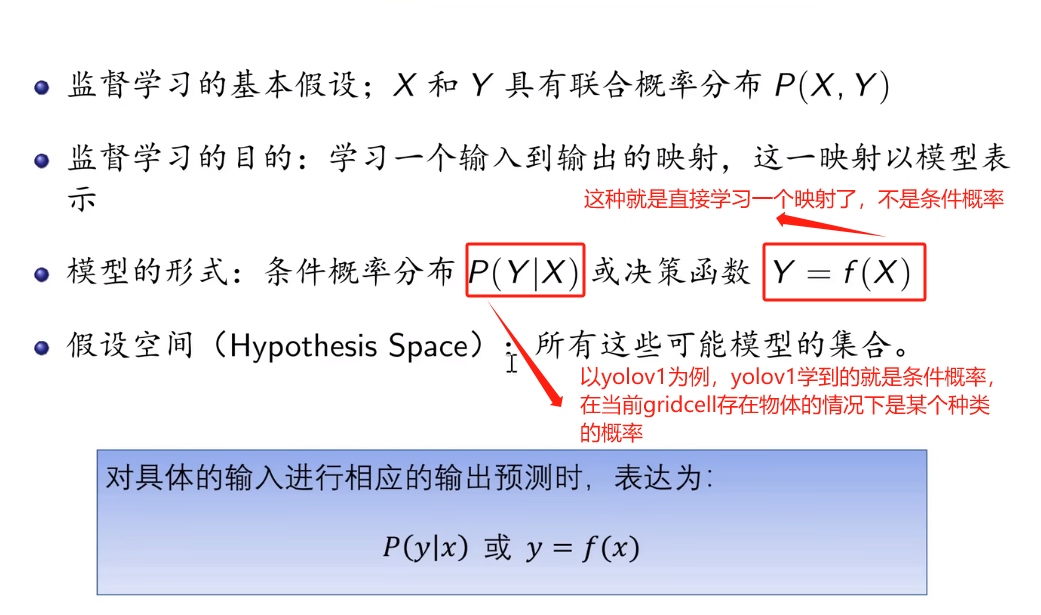 监督学习的基本假设；X 和 Y 具有联合概率分布 P(X, Y)
监督学习的目的：学习一个输入到输出的映射，这一映射以模型表
示
这种就是直接学习一个映射了，不是条件概率
模型的形式：条件概率分布 P(Y|X) 或决策函数 Y = f(X)
假设空间（Hypothesis Space）：所有这些可能模型的集合。
以yolov1为例，yolov1学到的就是条件概率，
在当前gridcell存在物体的情况下是某个种类
的概率
对具体的输入进行相应的输出预测时，表达为：
P(y|x) 或 y = f(x)